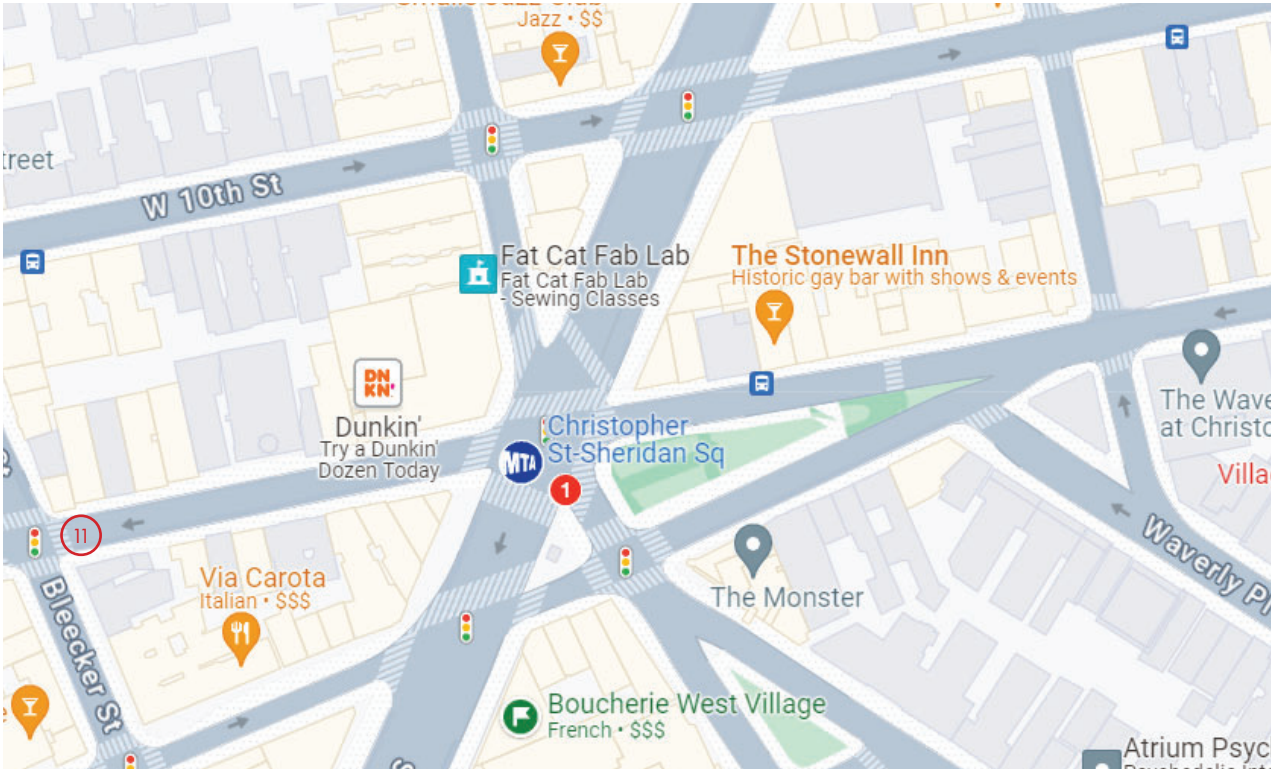 Jazz • $$
treet
W 10th St
Fat Cat Fab Lab
Fat Cat Fab Lab
- Sewing Classes
The Stonewall Inn
Historic gay bar with shows & events
DN
KN'
Dunkin'
Try a Dunkin'
Dozen Today
Christopher
St-Sheridan Sq
MTA
1
The Wave
at Christo
Villa
11
Via Carota
Italian • $$$
Bleecker St
The Monster
Waverly Pl
Boucherie West Village
French • $$$
Atrium Psyc